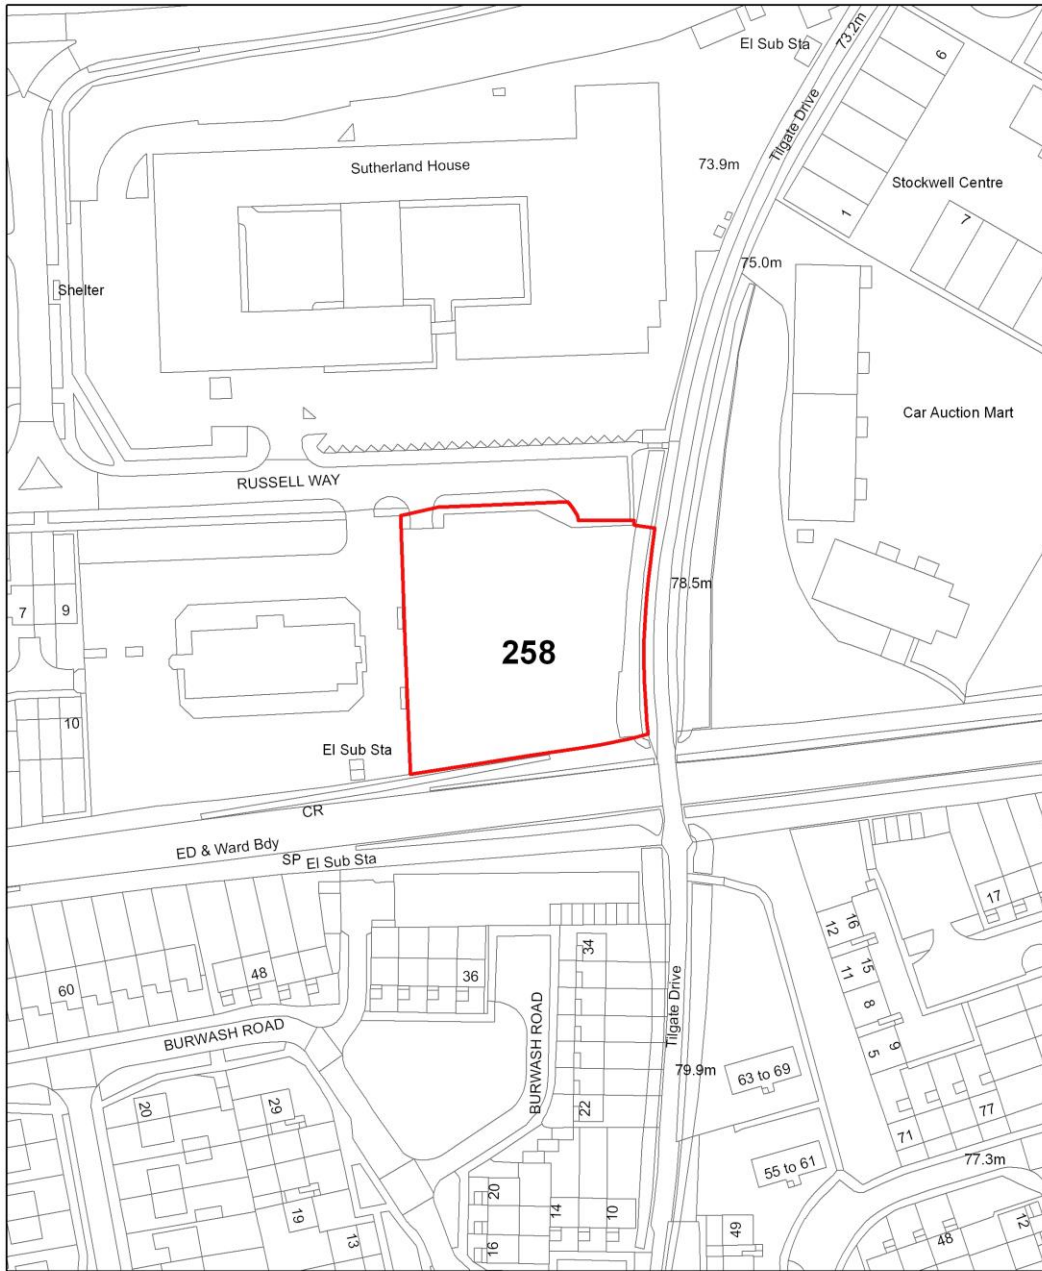 El Sub Sta
73.2m
6
Tilgate Drive
73.9m
Sutherland House
Stockwell Centre
1
7
75.0m
Shelter
Car Auction Mart
RUSSELL WAY
78.5m
7
9
258
10
El Sub Sta
CR
ED & Ward Bdy
SP
El Sub Sta
17
12
16
34
48
36
60
11
15
8
BURWASH ROAD
BURWASH ROAD
Tilgate Drive
5
9
79.9m
63 to 69
20
29
22
77
71
55 to 61
77.3m
20
19
14
10
13
16
49
48
12